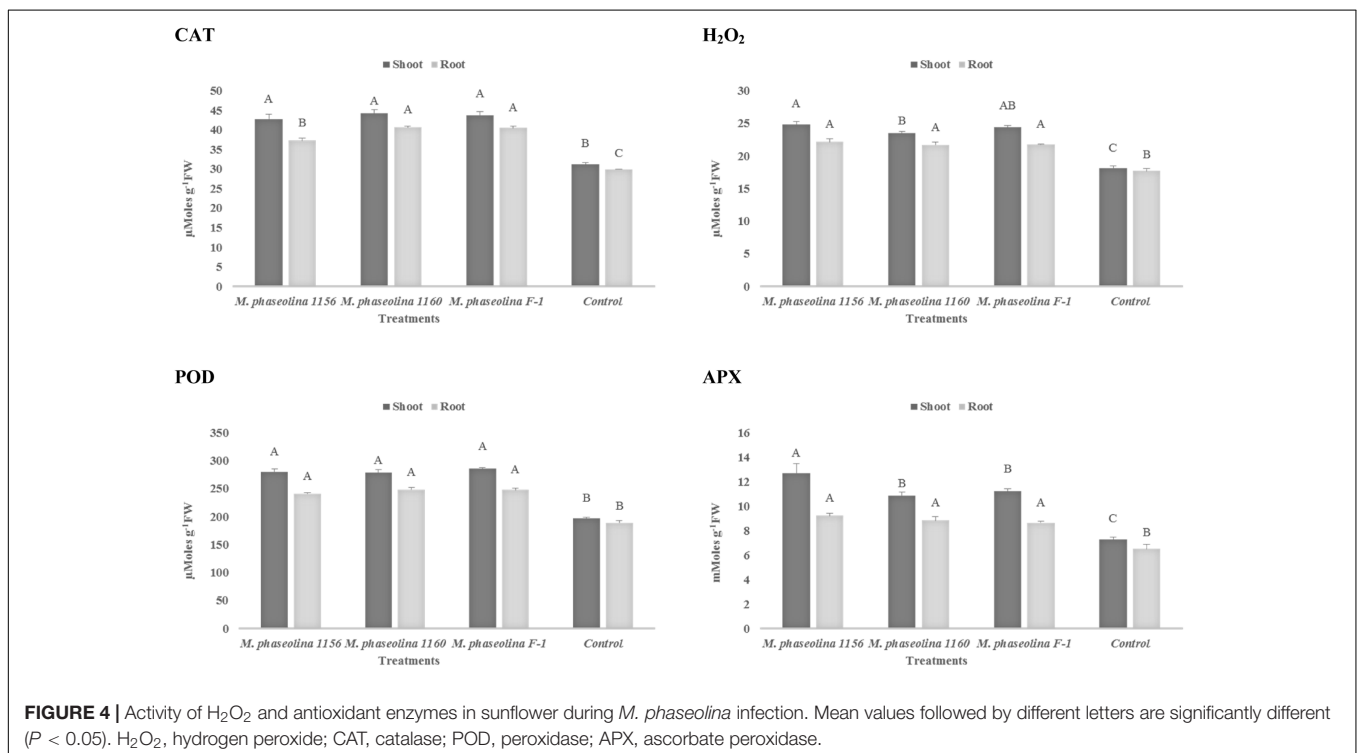 CAT
■Shoot ■Root
A
B
A
A
A
A
B
C
50
45
40
35
30
25
20
15
10
5
0
µMoles g⁻¹FW
M. phaseolina 1156 M. phaseolina 1160 M. phaseolina F-1 Control
Treatments
H₂O₂
■Shoot ■Root
A
A
B
A
AB
A
C
B
30
25
20
15
10
5
0
µMoles g⁻¹FW
M. phaseolina 1156 M. phaseolina 1160 M. phaseolina F-1 Control
Treatments
POD
■Shoot ■Root
A
A
A
A
A
A
B
B
350
300
250
200
150
100
50
0
µMoles g⁻¹FW
M. phaseolina 1156 M. phaseolina 1160 M. phaseolina F-1 Control
Treatments
APX
■Shoot ■Root
A
A
B
A
B
A
C
B
16
14
12
10
8
6
4
2
0
mMoles g⁻¹FW
M. phaseolina 1156 M. phaseolina 1160 M. phaseolina F-1 Control
Treatments
FIGURE 4 | Activity of H₂O₂ and antioxidant enzymes in sunflower during M. phaseolina infection. Mean values followed by different letters are significantly different
(P < 0.05). H₂O₂, hydrogen peroxide; CAT, catalase; POD, peroxidase; APX, ascorbate peroxidase.